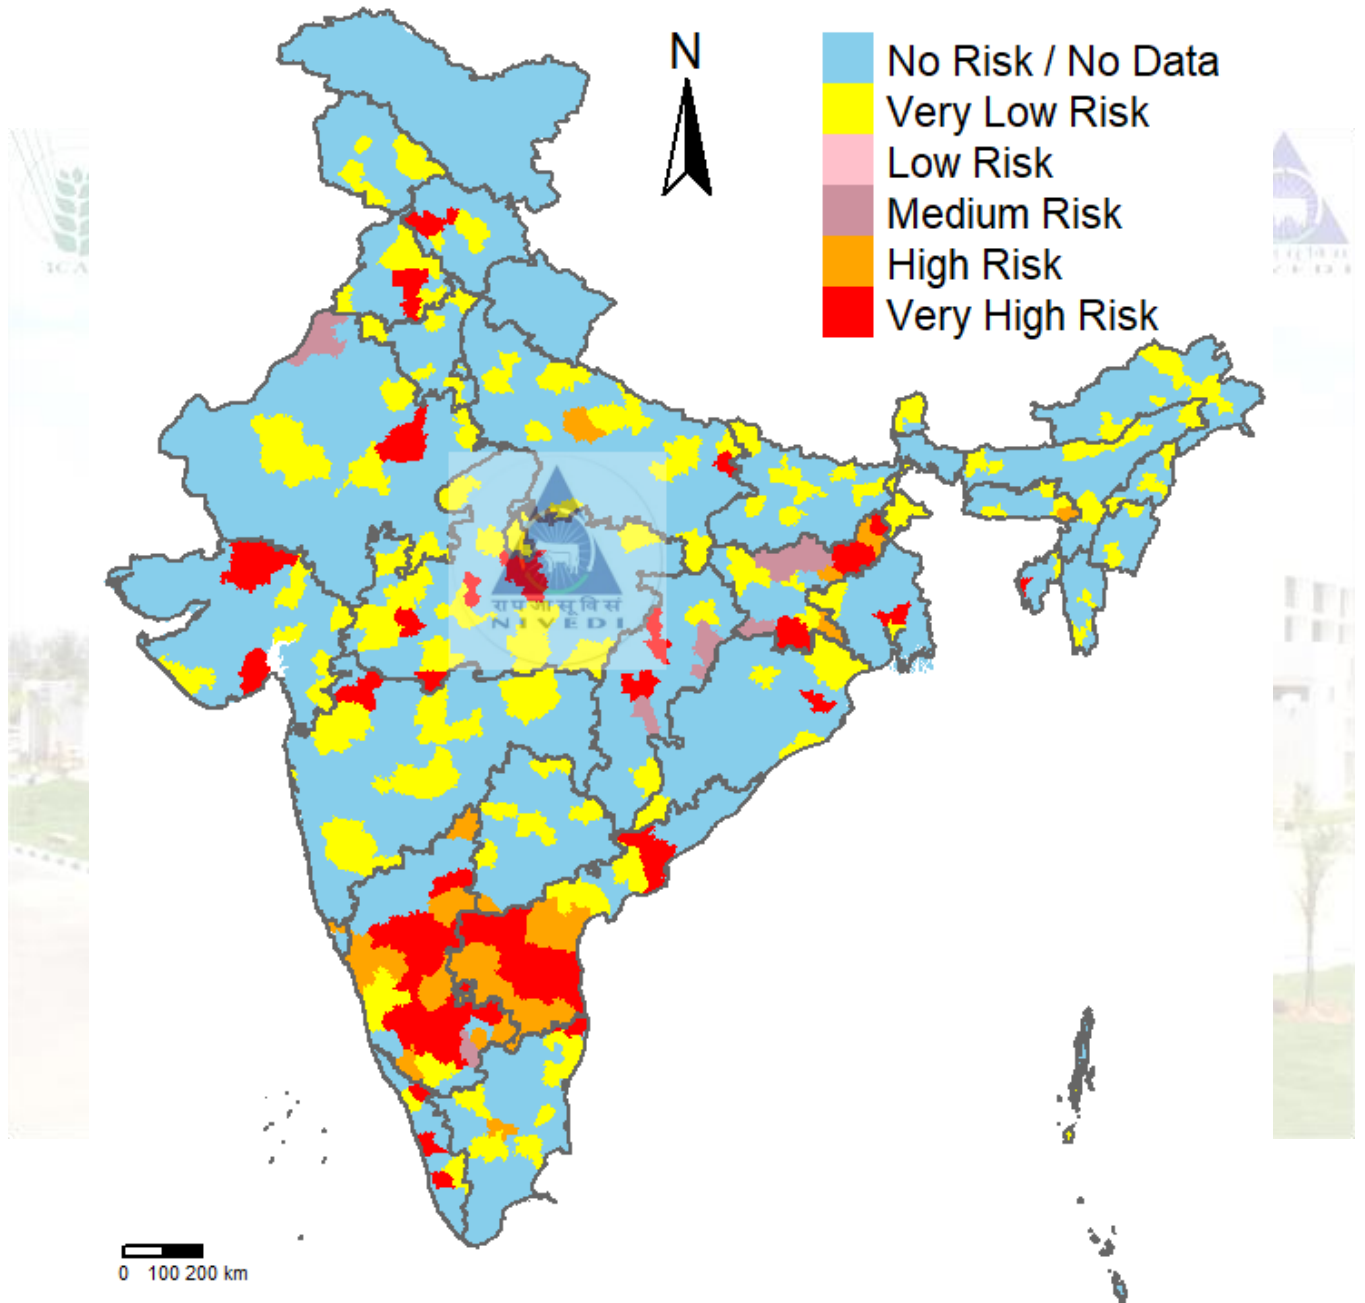 N
No Risk / No Data
Very Low Risk
Low Risk
Medium Risk
High Risk
Very High Risk
राप जा सू वि सं
NIVEDI
0 100 200 km